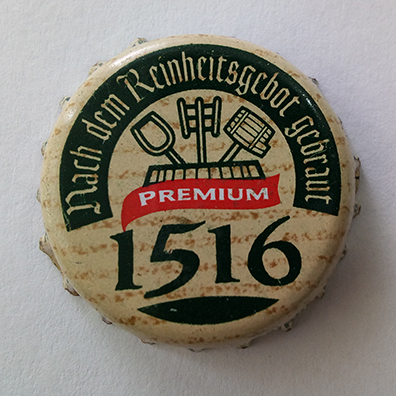 Nach dem Reinheitsgebot gebraut
PREMIUM
1516